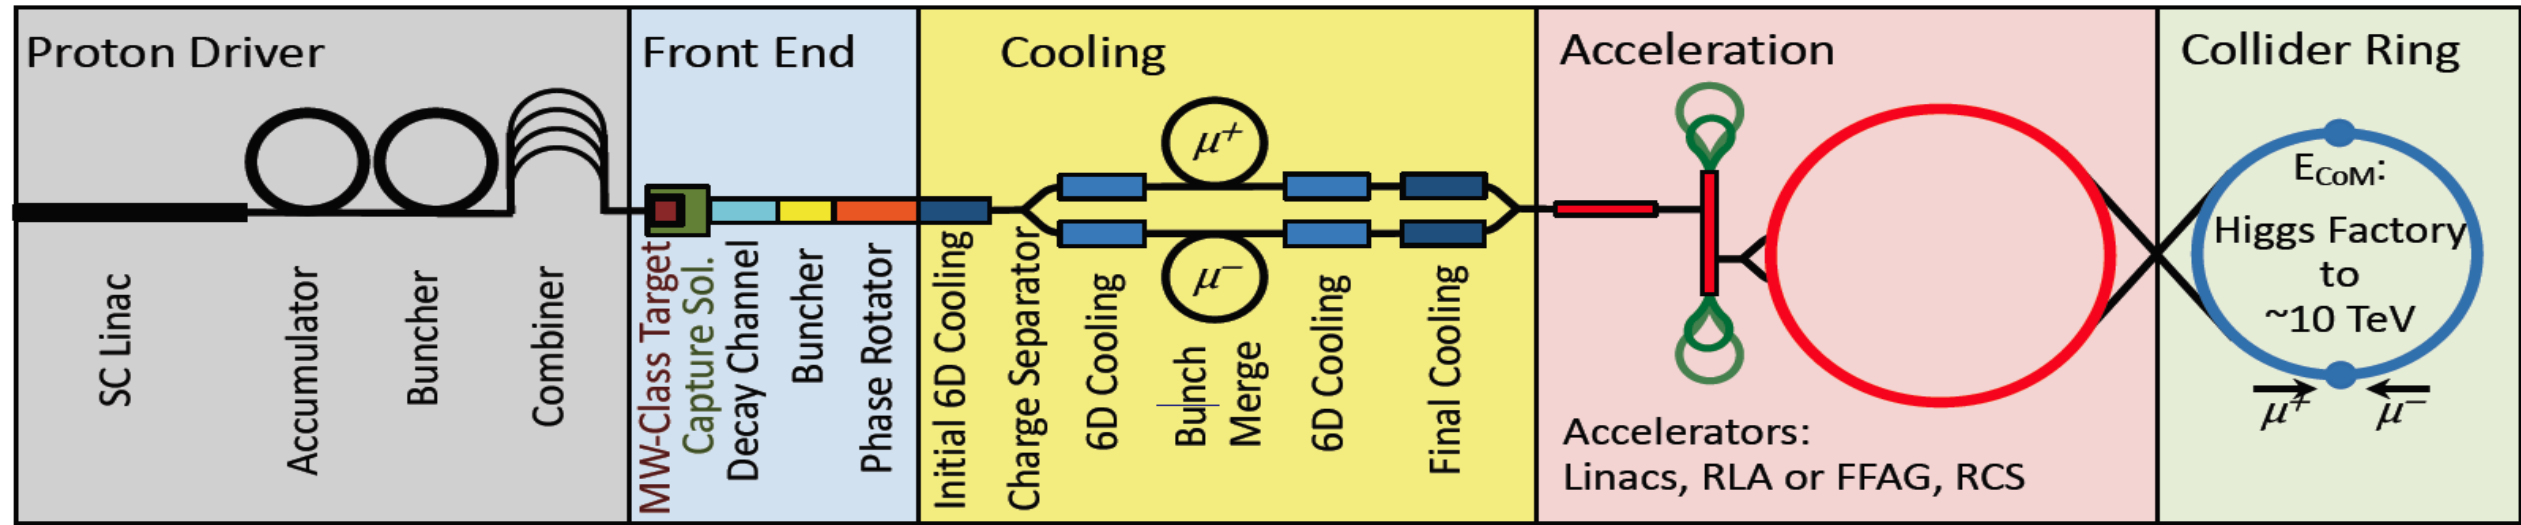 Proton Driver
SC Linac
Accumulator
Buncher
Combiner
Front End
MW-Class Target
Capture Sol.
Decay Channel
Buncher
Phase Rotator
Cooling
Initial 6D Cooling
Charge Separator
6D Cooling
μ+
μ−
Bunch
Merge
6D Cooling
Final Cooling
Acceleration
Accelerators:
Linacs, RLA or FFAG, RCS
Collider Ring
ECoM:
Higgs Factory
to
~10 TeV
μ+ μ−